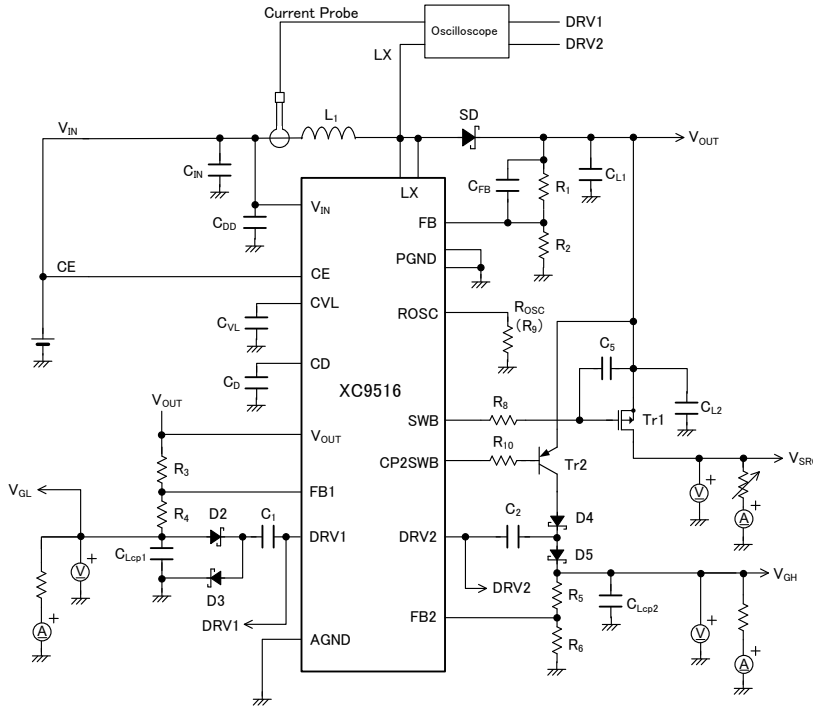 Current Probe
Oscilloscope
DRV1
DRV2
LX
VIN
L1
SD
VOUT
CIN
CDD
VIN
LX
CFB
R1
CL1
FB
R2
PGND
CE
CE
CVL
CVL
ROSC
ROSC
(R9)
CD
CD
C5
XC9516
CL2
VOUT
SWB
R8
Tr1
VOUT
R3
CP2SWB
R10
Tr2
VSR
V
+
A
+
VGL
FB1
R4
D2
C1
DRV1
DRV2
C2
D4
D5
CLcp1
V
+
D3
DRV1
DRV2
VGH
R5
CLcp2
A
+
AGND
FB2
R6
V
+
A
+